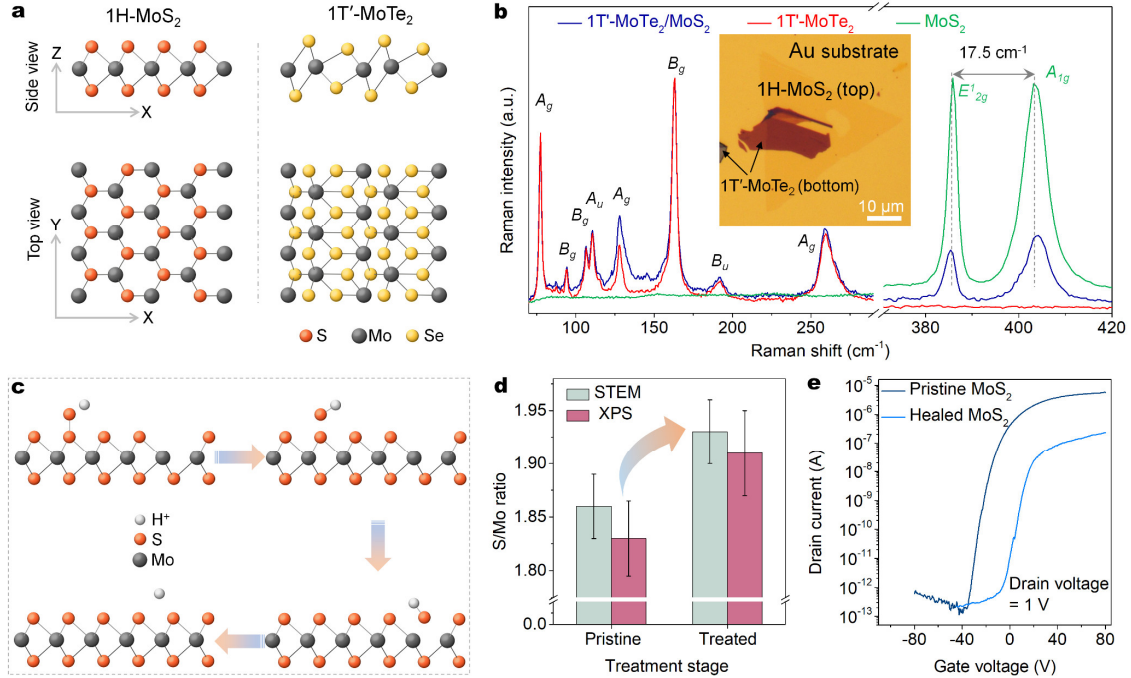 a
1H-MoS2
1T′-MoTe2
Side view
Z
X
Top view
Y
X
S
Mo
Se
b
1T'-MoTe2/MoS2
1T'-MoTe2
MoS2
Raman intensity (a.u.)
Ag
Bg
Bg
Au
Ag
Bg
Bu
Ag
Au substrate
1H-MoS2 (top)
1T′-MoTe2 (bottom)
10 μm
17.5 cm-1
E12g
A1g
100
150
200
250
380
400
420
Raman shift (cm-1)
c
H+
S
Mo
d
STEM
XPS
S/Mo ratio
1.95
1.90
1.85
1.80
0.0
Pristine
Treated
Treatment stage
e
Pristine MoS2
Healed MoS2
Drain current (A)
10-5
10-6
10-7
10-8
10-9
10-10
10-11
10-12
10-13
Drain voltage
= 1 V
-80
-40
0
40
80
Gate voltage (V)